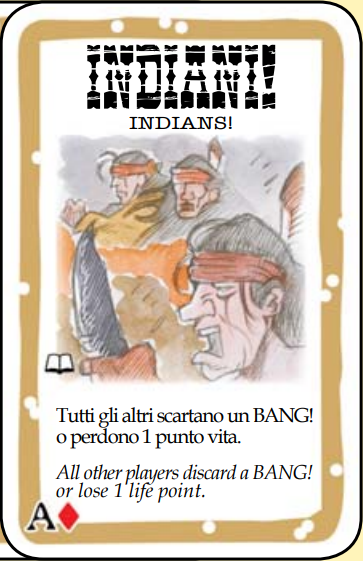 INDIANI!
INDIANS!
Tutti gli altri scartano un BANG!
o perdono 1 punto vita.
All other players discard a BANG!
or lose 1 life point.
A♦